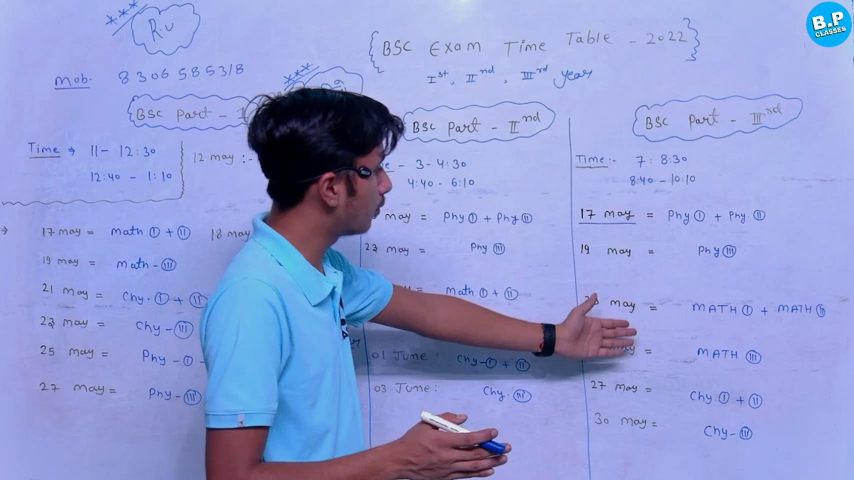 B.P
CLASSES
R.U
BSC Exam Time Table - 2022
Ist, IInd, IIIrd year
Mob. 8306585318
BSC Part - I
Time → 11 - 12:30
12:40 - 1:10
12 may :-
17 may = Math I + II
18 may
19 may = Math - III
21 may = Chy. I + II
23 may = Chy - III
25 may = Phy - I -
27 may = Phy - III
BSC Part - IInd
- 3 - 4:30
4:40 - 6:10
may = Phy I + Phy II
23 may = Phy III
= Math I + II
01 June : Chy - I + II
03 June : Chy. III
BSC Part - IIIrd
Time :- 7:8:30
8:40 - 10:10
17 may = Phy I + Phy II
19 may = Phy III
may = MATH I + MATH II
may = MATH III
27 may = Chy. I + II
30 may = Chy - III